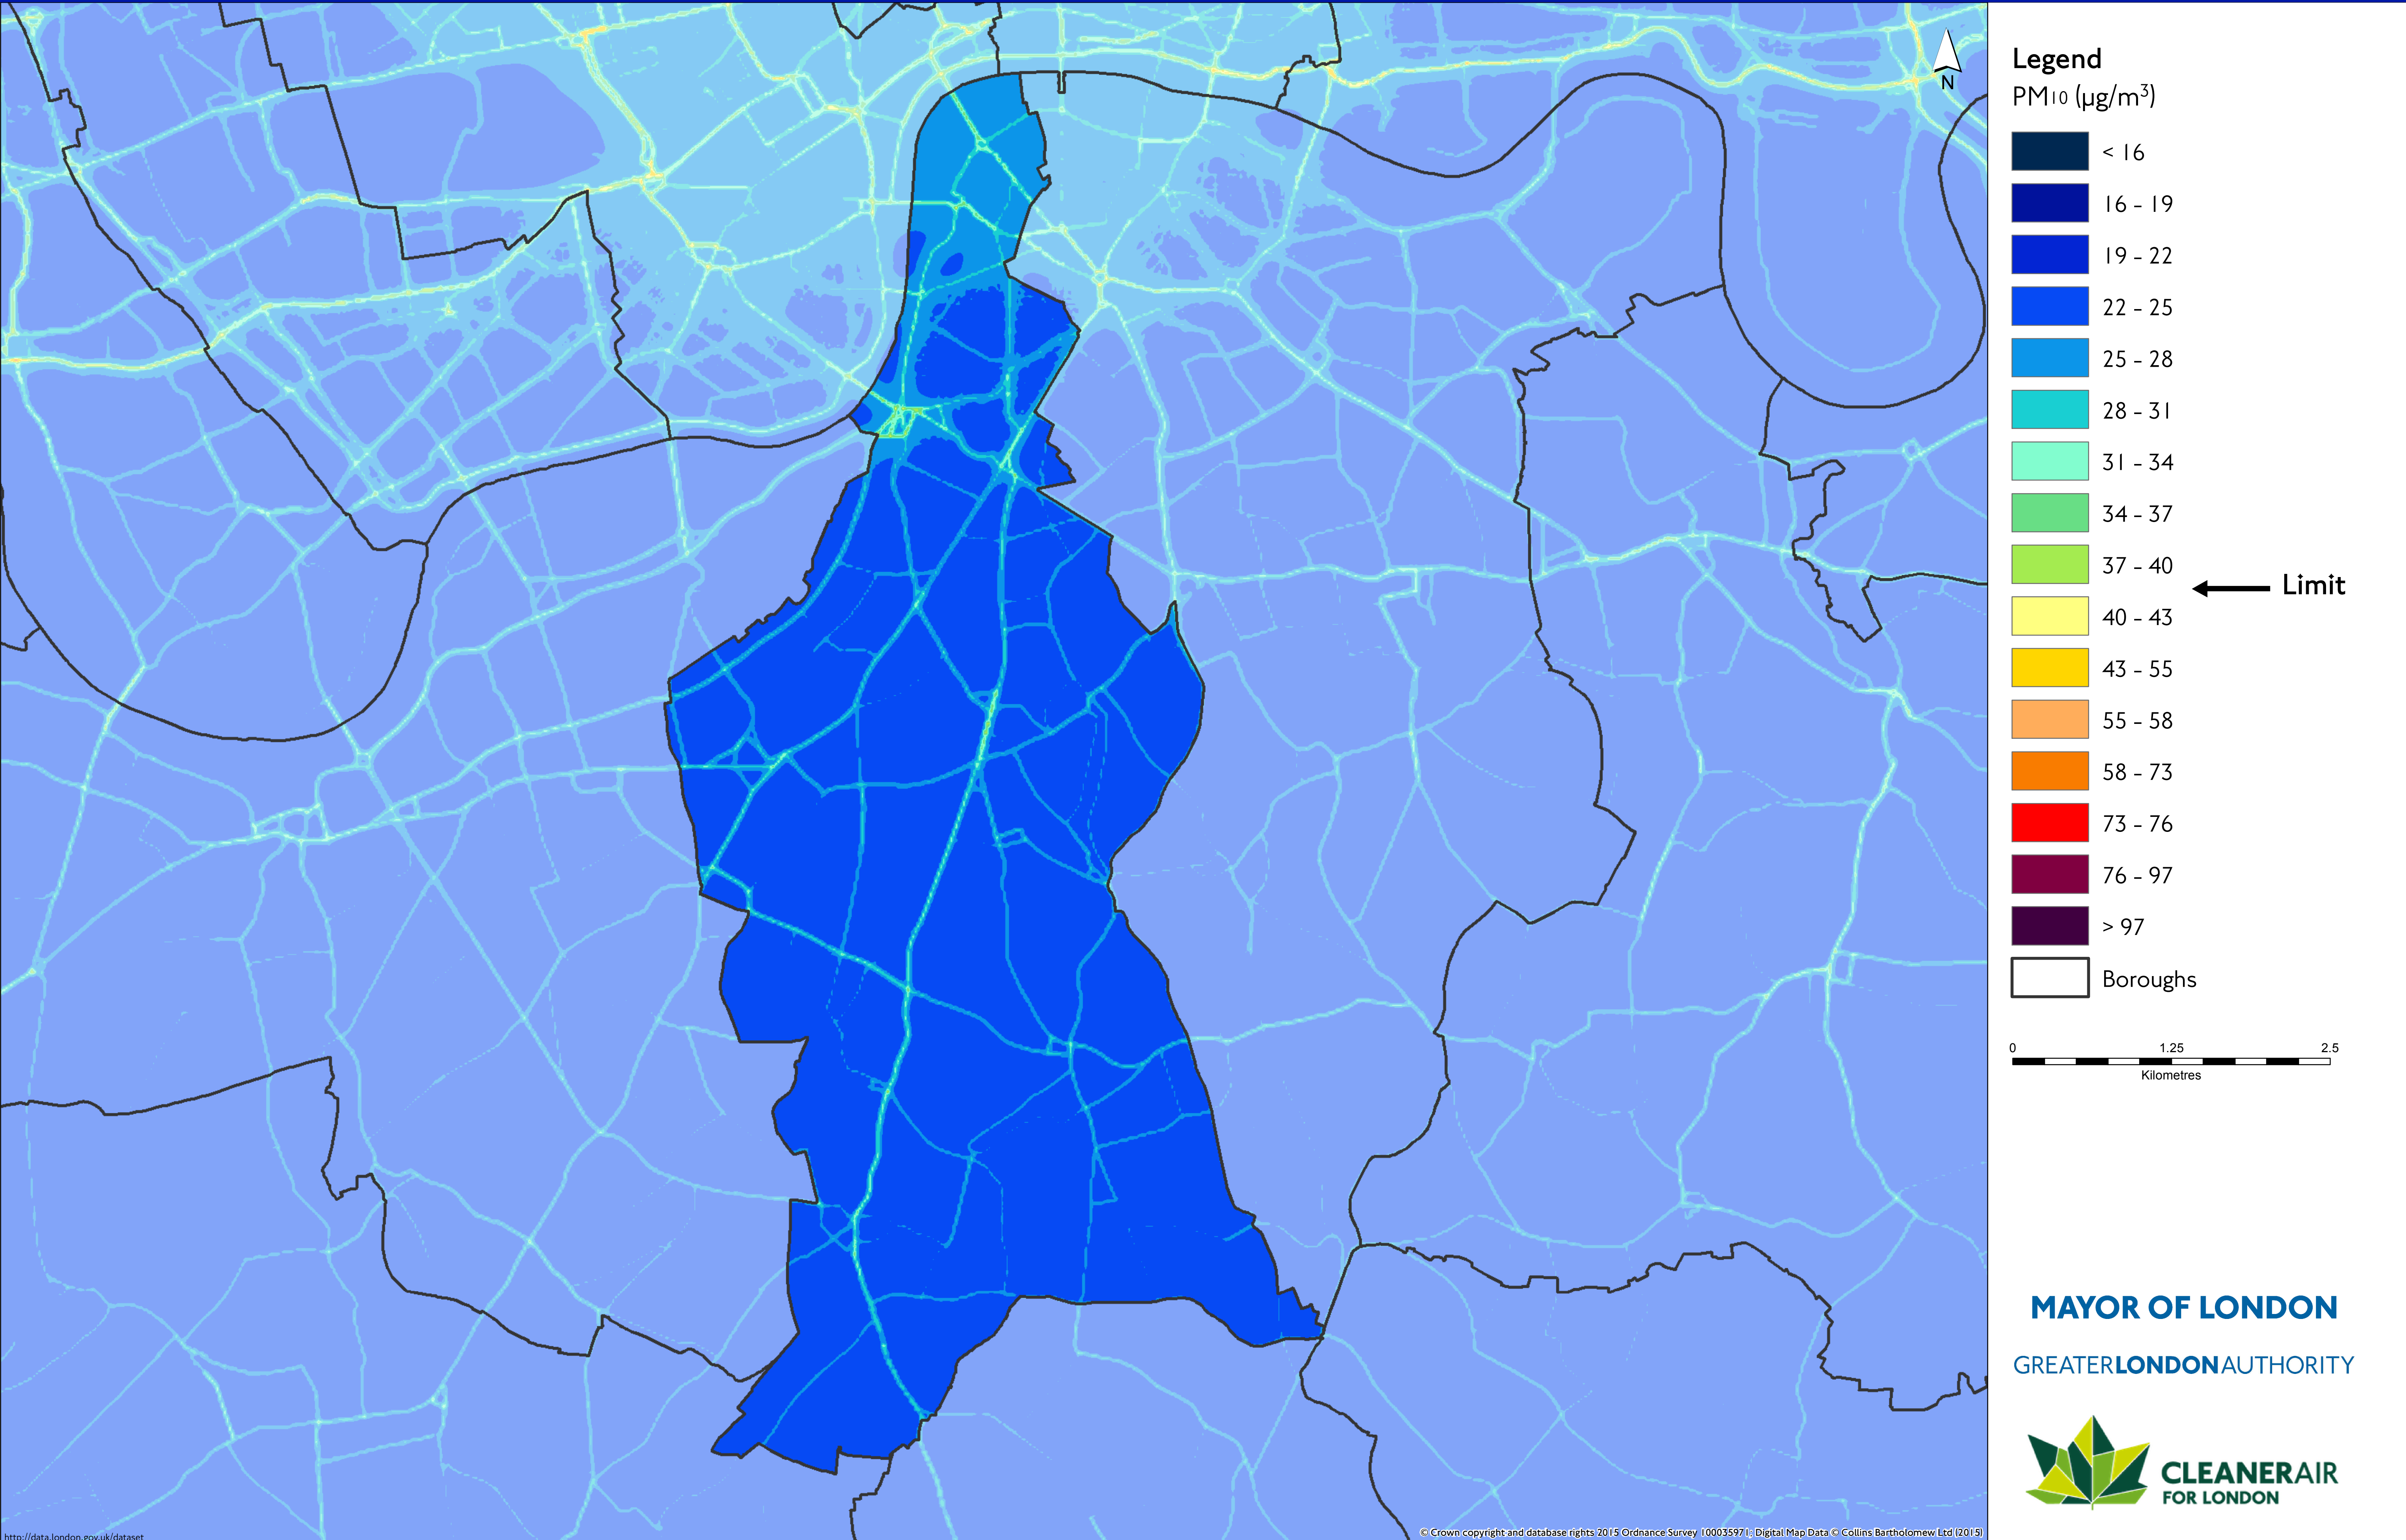 N
Legend
PM10 (µg/m3)
< 16
16 - 19
19 - 22
22 - 25
25 - 28
28 - 31
31 - 34
34 - 37
37 - 40
Limit
40 - 43
43 - 55
55 - 58
58 - 73
73 - 76
76 - 97
> 97
Boroughs
0 1.25 2.5
Kilometres
MAYOR OF LONDON
GREATERLONDONAUTHORITY
CLEANERAIR
FOR LONDON
http://data.london.gov.uk/dataset
© Crown copyright and database rights 2015 Ordnance Survey 100035971; Digital Map Data © Collins Bartholomew Ltd (2015)